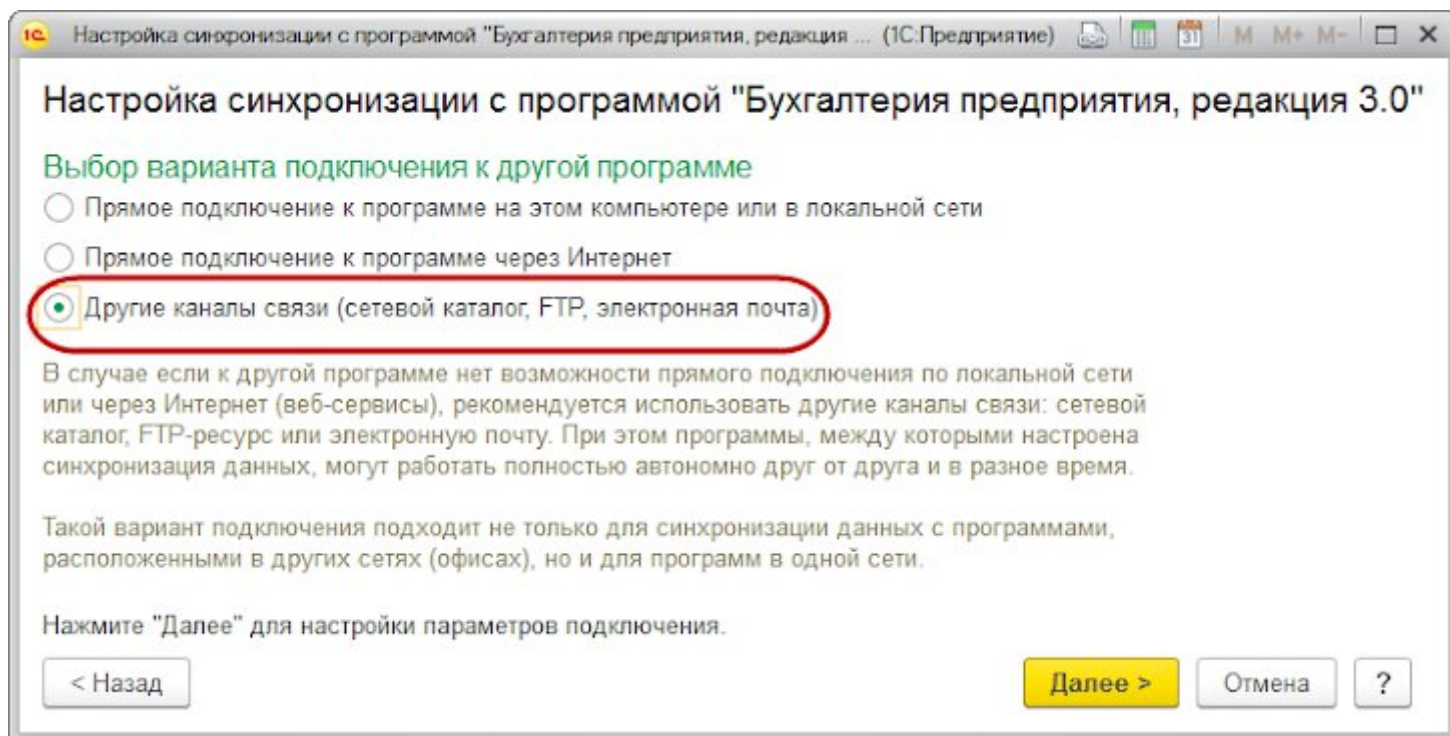 1С Настройка синхронизации с программой "Бухгалтерия предприятия, редакция ... (1С:Предприятие) 31 M M+ M-
Настройка синхронизации с программой "Бухгалтерия предприятия, редакция 3.0"
Выбор варианта подключения к другой программе
Прямое подключение к программе на этом компьютере или в локальной сети
Прямое подключение к программе через Интернет
Другие каналы связи (сетевой каталог, FTP, электронная почта)
В случае если к другой программе нет возможности прямого подключения по локальной сети
или через Интернет (веб-сервисы), рекомендуется использовать другие каналы связи: сетевой
каталог, FTP-ресурс или электронную почту. При этом программы, между которыми настроена
синхронизация данных, могут работать полностью автономно друг от друга и в разное время.
Такой вариант подключения подходит не только для синхронизации данных с программами,
расположенными в других сетях (офисах), но и для программ в одной сети.
Нажмите "Далее" для настройки параметров подключения.
< Назад Далее > Отмена ?